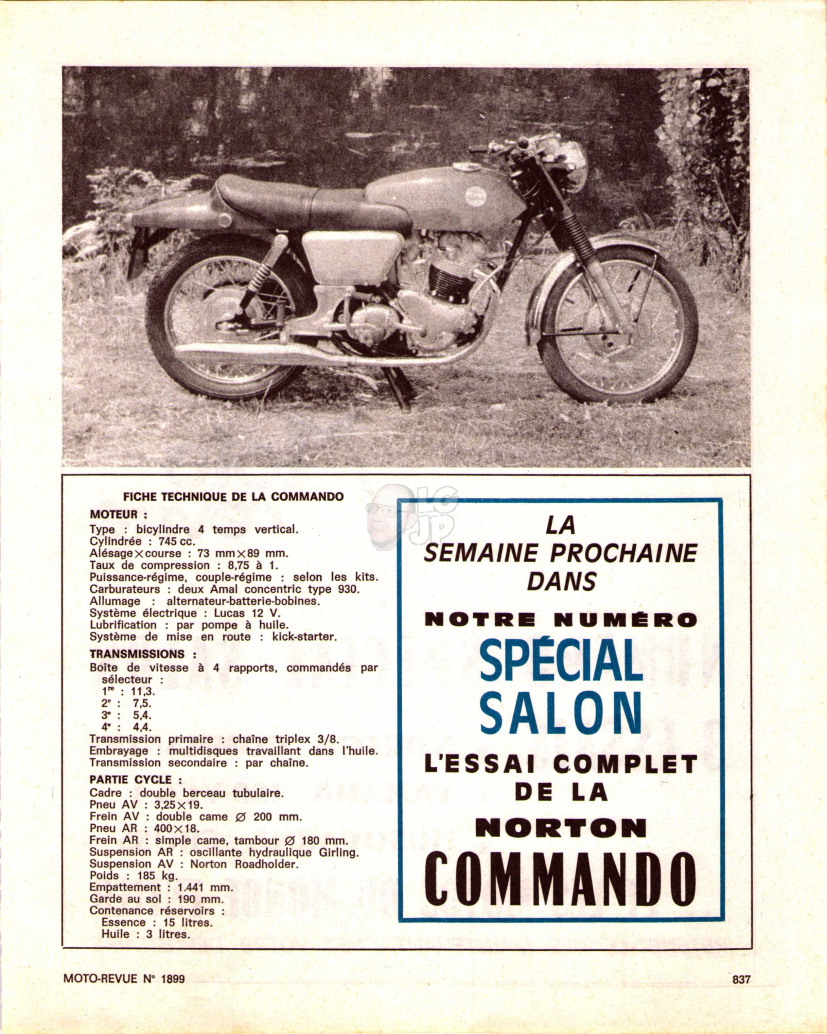 FICHE TECHNIQUE DE LA COMMANDO
MOTEUR :
Type : bicylindre 4 temps vertical.
Cylindrée : 745 cc.
Alésage×course : 73 mm×89 mm.
Taux de compression : 8,75 à 1.
Puissance-régime, couple-régime : selon les kits.
Carburateurs : deux Amal concentric type 930.
Allumage : alternateur-batterie-bobines.
Système électrique : Lucas 12 V.
Lubrification : par pompe à huile.
Système de mise en route : kick-starter.
TRANSMISSIONS :
Boîte de vitesse à 4 rapports, commandés par
sélecteur :
1re : 11,3.
2e : 7,5.
3e : 5,4.
4e : 4,4.
Transmission primaire : chaîne triplex 3/8.
Embrayage : multidisques travaillant dans l'huile.
Transmission secondaire : par chaîne.
PARTIE CYCLE :
Cadre : double berceau tubulaire.
Pneu AV : 3,25×19.
Frein AV : double came Ø 200 mm.
Pneu AR : 400×18.
Frein AR : simple came, tambour Ø 180 mm.
Suspension AR : oscillante hydraulique Girling.
Suspension AV : Norton Roadholder.
Poids : 185 kg.
Empattement : 1.441 mm.
Garde au sol : 190 mm.
Contenance réservoirs :
Essence : 15 litres.
Huile : 3 litres.
LG
JP
LA
SEMAINE PROCHAINE
DANS
NOTRE NUMÉRO
SPÉCIAL
SALON
L'ESSAI COMPLET
DE LA
NORTON
COMMANDO
MOTO-REVUE N° 1899
837